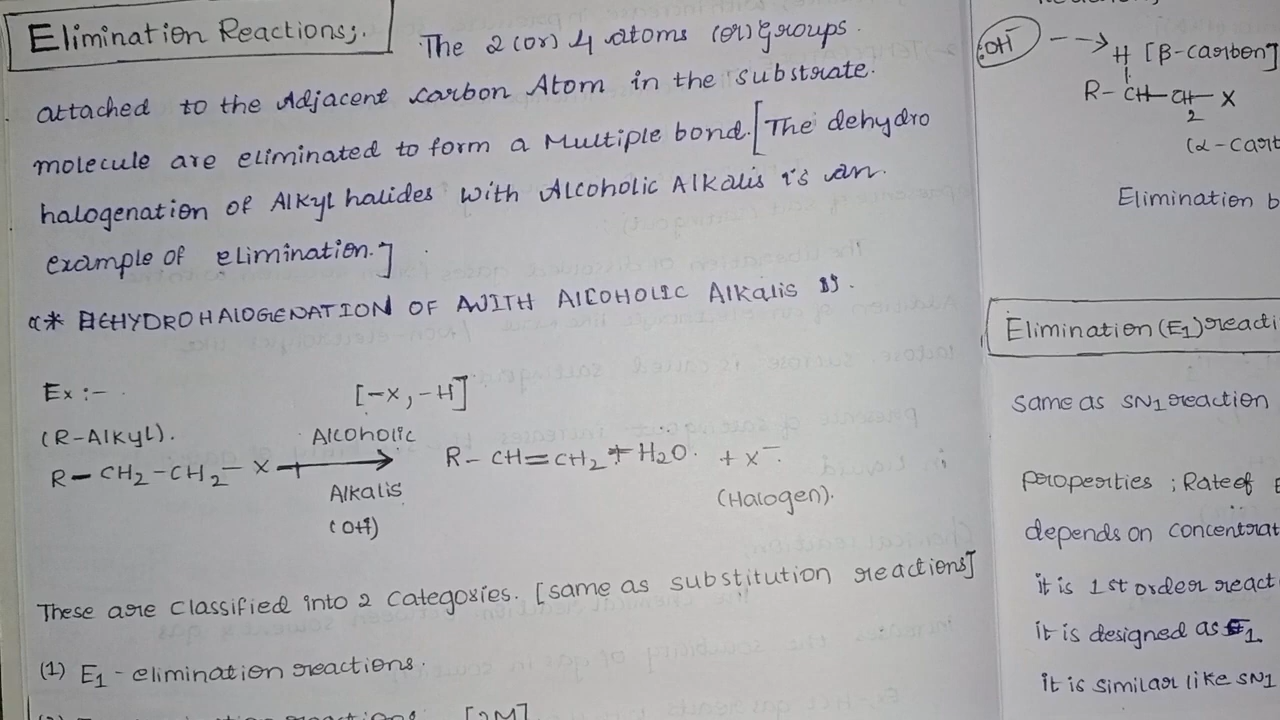 Elimination Reactions;. The 2 (or) 4 atoms (or) groups.
attached to the Adjacent carbon Atom in the substrate.
molecule are eliminated to form a Multiple bond. [The dehydro
halogenation of Alkyl halides with Alcoholic Alkalis is an.
example of elimination.]
DEHYDROHALOGENATION OF WITH AlCOHOLIC Alkalis
Ex :- [-X, -H]
(R-Alkyl). Alcoholic
R-CH2-CH2-X → R-CH=CH2 + H2O. + X⁻.
Alkalis (Halogen).
(OH)
These are Classified into 2 Categories. [same as substitution reactions]
(1) E1 - elimination reactions.
[2M]
:OH⁻ --→ H [β-carbon]
R-CH-CH2-X
(α-cart
Elimination b
Elimination (E1) reacti
Same as SN1 reaction
properties ; Rate of
depends on concentrat
it is 1st order react
it is designed as E1.
it is similar like SN1